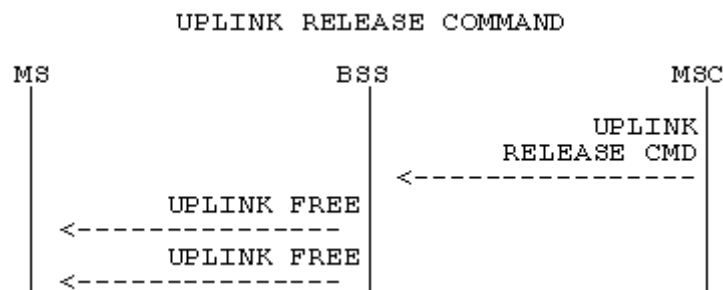 UPLINK RELEASE COMMAND
MS BSS MSC
UPLINK
RELEASE CMD
UPLINK FREE
UPLINK FREE